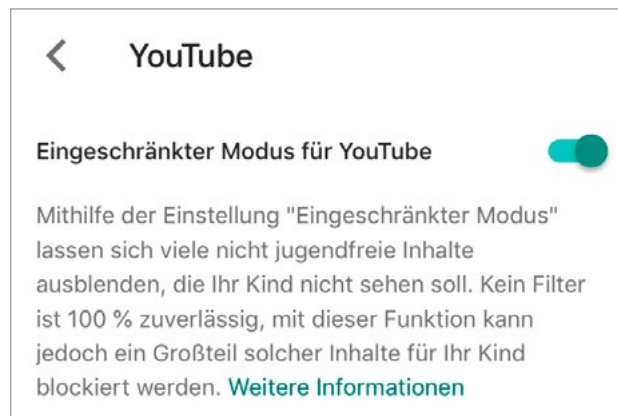 YouTube
Eingeschränkter Modus für YouTube
Mithilfe der Einstellung "Eingeschränkter Modus"
lassen sich viele nicht jugendfreie Inhalte
ausblenden, die Ihr Kind nicht sehen soll. Kein Filter
ist 100 % zuverlässig, mit dieser Funktion kann
jedoch ein Großteil solcher Inhalte für Ihr Kind
blockiert werden. Weitere Informationen